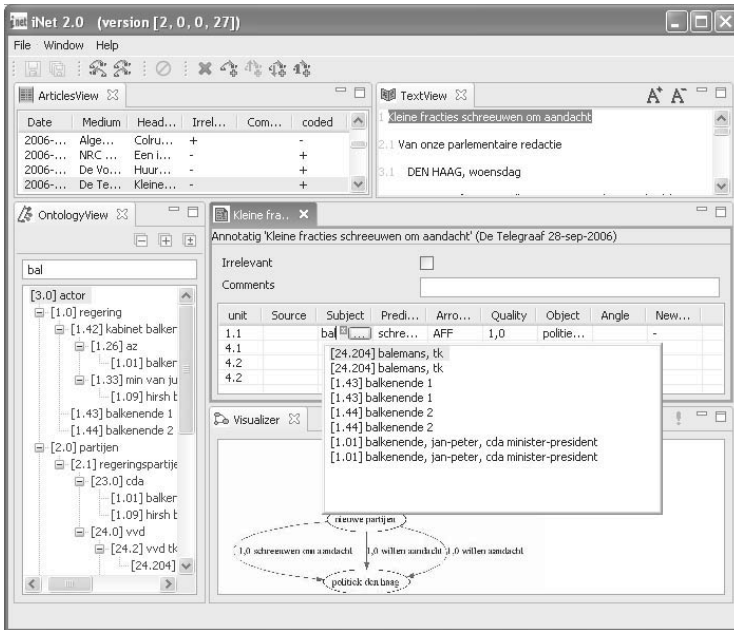 iNet 2.0 (version [2, 0, 0, 27])
File Window Help
ArticlesView
Date Medium Head... Irrel... Com... coded
2006-... Alge... Colru... + -
2006-... NRC ... Een i... - +
2006-... De Vo... Huur... - +
2006-... De Te... Kleine... - +
TextView A+ A-
1 Kleine fracties schreeuwen om aandacht
2.1 Van onze parlementaire redactie
3.1 DEN HAAG, woensdag
OntologyView
bal
[3.0] actor
[1.0] regering
[1.42] kabinet balker
[1.26] az
[1.01] balker
[1.33] min van ju
[1.09] hirsh b
[1.43] balkenende 1
[1.44] balkenende 2
[2.0] partijen
[2.1] regeringspartije
[23.0] cda
[1.01] balker
[1.09] hirsh b
[24.0] vvd
[24.2] vvd tk
[24.204]
Kleine fra..
Annotatig 'Kleine fracties schreeuwen om aandacht' (De Telegraaf 28-sep-2006)
Irrelevant
Comments
unit Source Subject Predi... Arro... Quality Object Angle New...
1.1 bal ... schre... AFF 1,0 politie... -
4.1
4.2
4.2
[24.204] balemans, tk
[24.204] balemans, tk
[1.43] balkenende 1
[1.43] balkenende 1
[1.44] balkenende 2
[1.44] balkenende 2
[1.01] balkenende, jan-peter, cda minister-president
[1.01] balkenende, jan-peter, cda minister-president
Visualizer
nieuwe partijen
1,0 schreeuwen om aandacht 1,0 willen aandacht 1,0 willen aandacht
politiek den haag